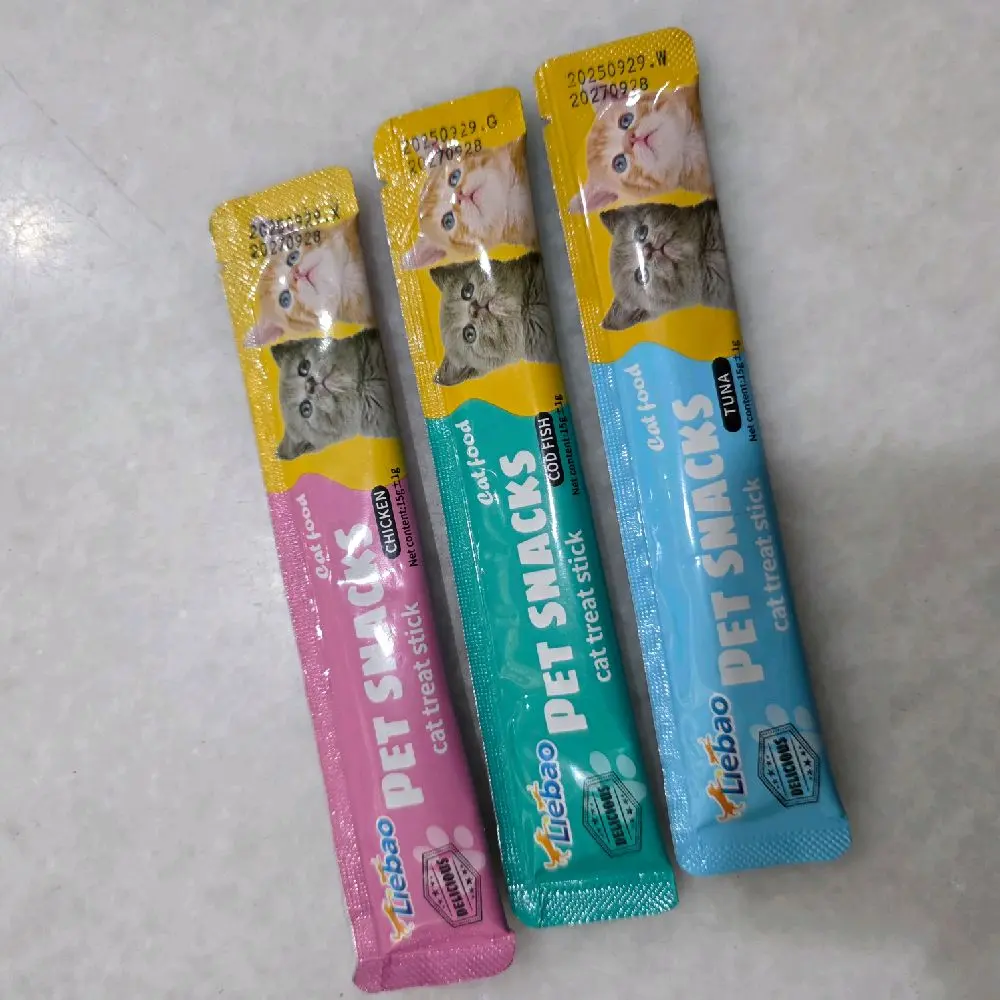 20250929.X
20270928
Cat food
PET SNACKS
CHICKEN
Net content:15g±1g
cat treat stick
Liebao
DELICIOUS
20250929.G
20270928
Cat food
PET SNACKS
COD FISH
Net content:15g±1g
cat treat stick
Liebao
DELICIOUS
20250929.W
20270928
Cat food
PET SNACKS
TUNA
Net content:15g±1g
cat treat stick
Liebao
DELICIOUS